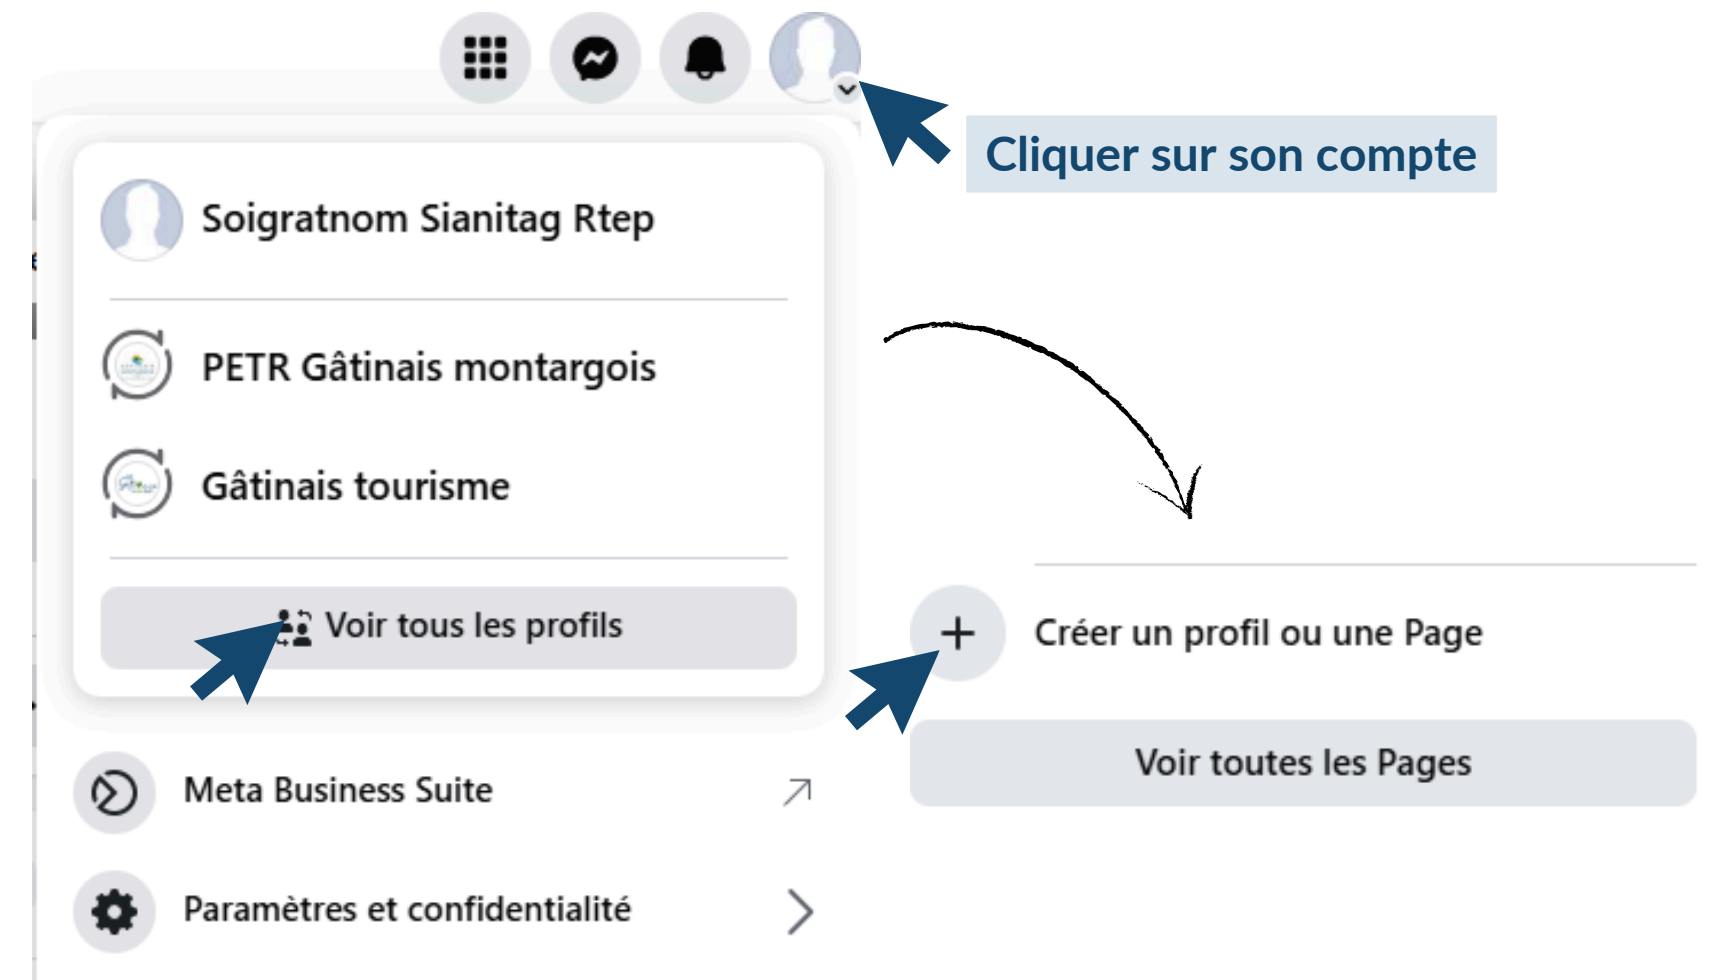 Cliquer sur son compte
Soigratnom Sianitag Rtep
PETR Gâtinais montargois
Gâtinais tourisme
Voir tous les profils
Meta Business Suite
Paramètres et confidentialité
Créer un profil ou une Page
Voir toutes les Pages